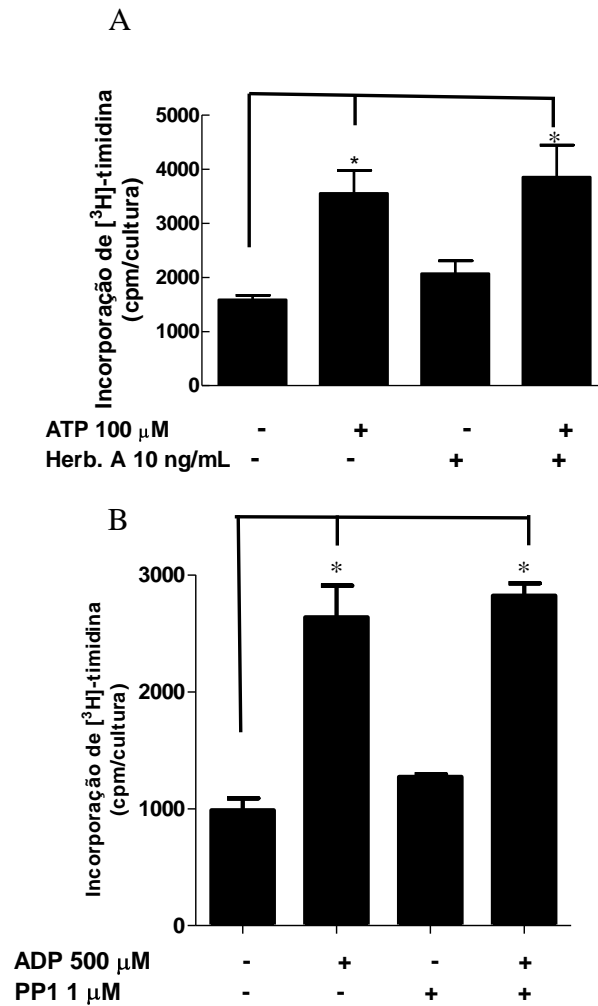 A
Incorporação de [³H]-timidina
(cpm/cultura)
5000
4000
3000
2000
1000
0
* *
ATP 100 µM - + - +
Herb. A 10 ng/mL - - + +
B
Incorporação de [³H]-timidina
(cpm/cultura)
3000
2000
1000
0
* *
ADP 500 µM - + - +
PP1 1 µM - - + +